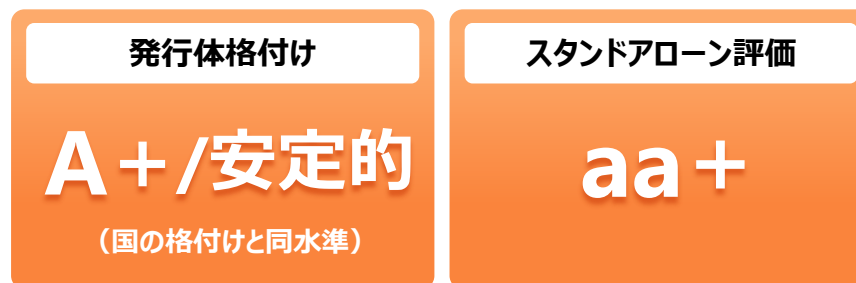 発行体格付け
A＋/安定的
（国の格付けと同水準）
スタンドアローン評価
aa＋